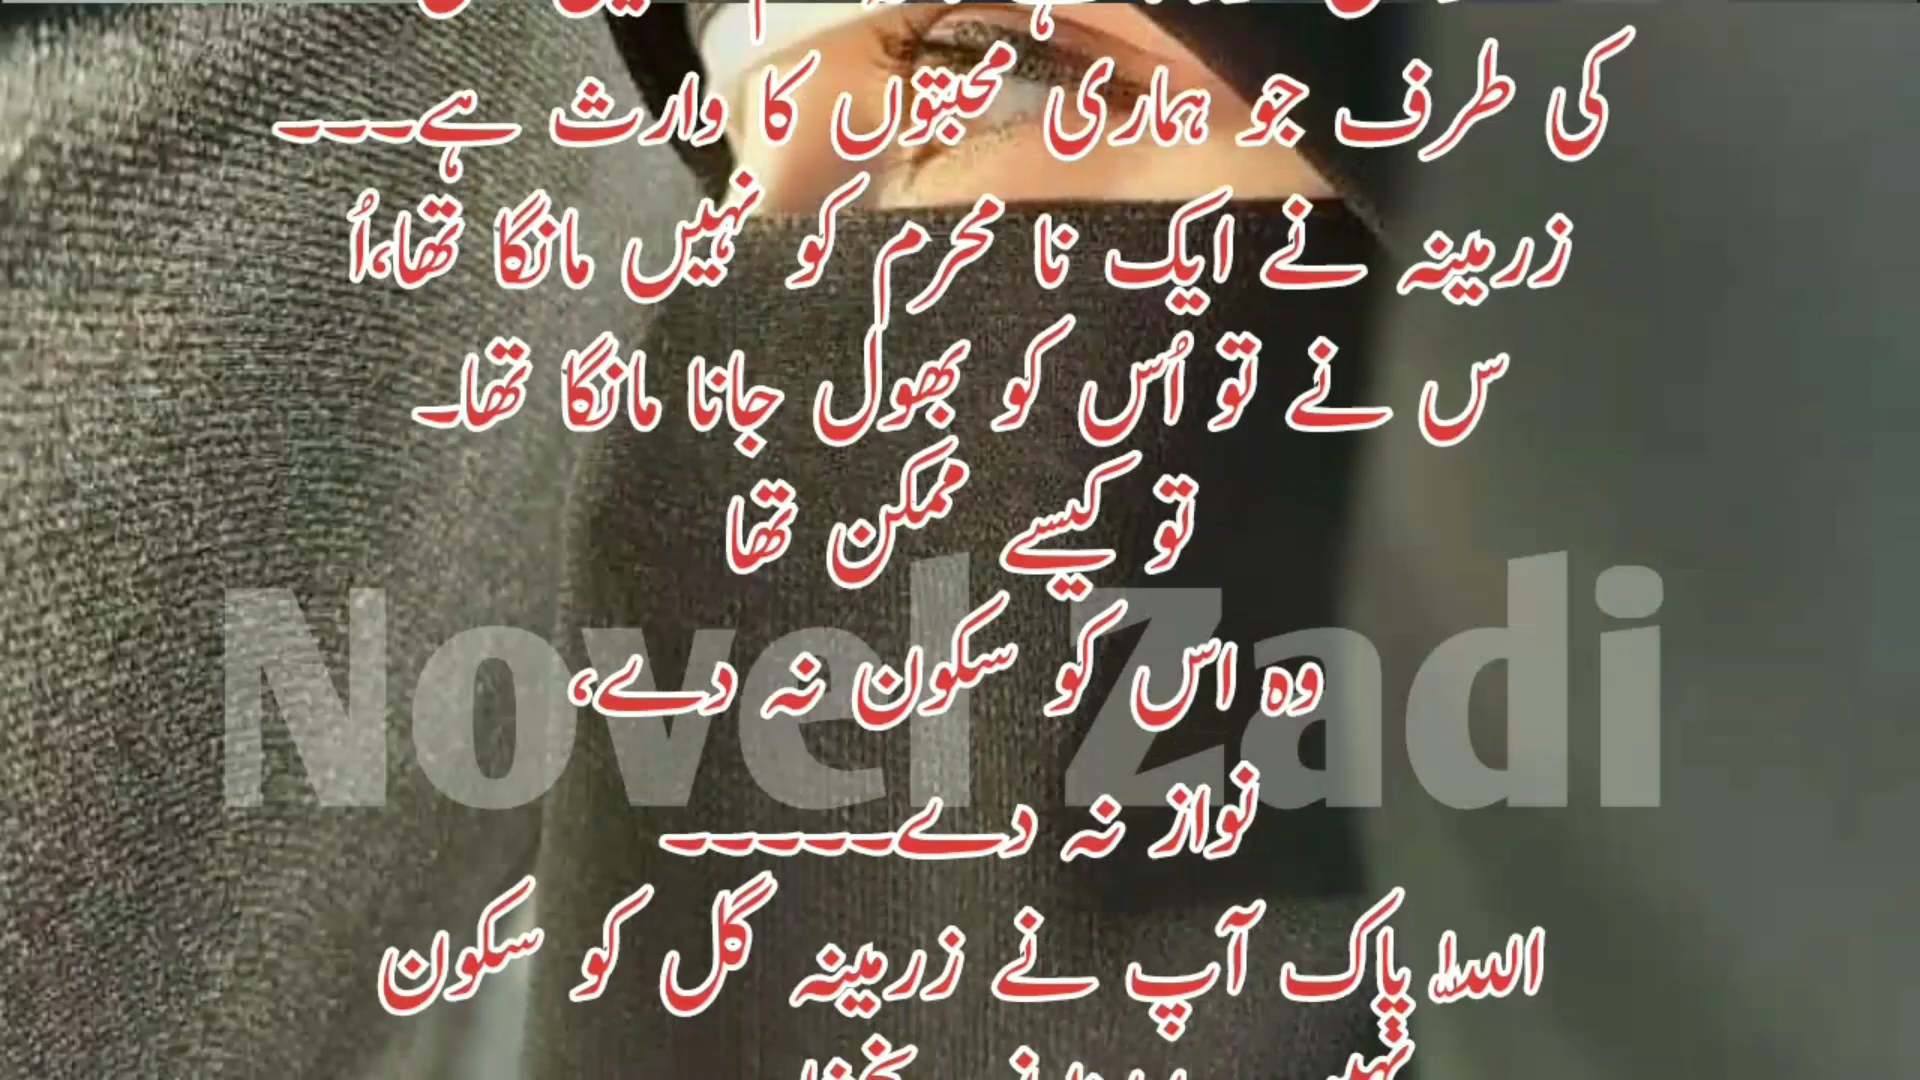 کی طرف جو ہماری محبتوں کا وارث ہے۔۔۔۔
زرمینہ نے ایک نا محرم کو نہیں مانگا تھا،اُ
س نے تو اُس کو بھول جانا مانگا تھا۔
تو کیسے ممکن تھا
وہ اس کو سکون نہ دے،
نواز نہ دے۔۔۔۔۔۔
Novel Zadi
اللہ پاک آپ نے زرمینہ گل کو سکون